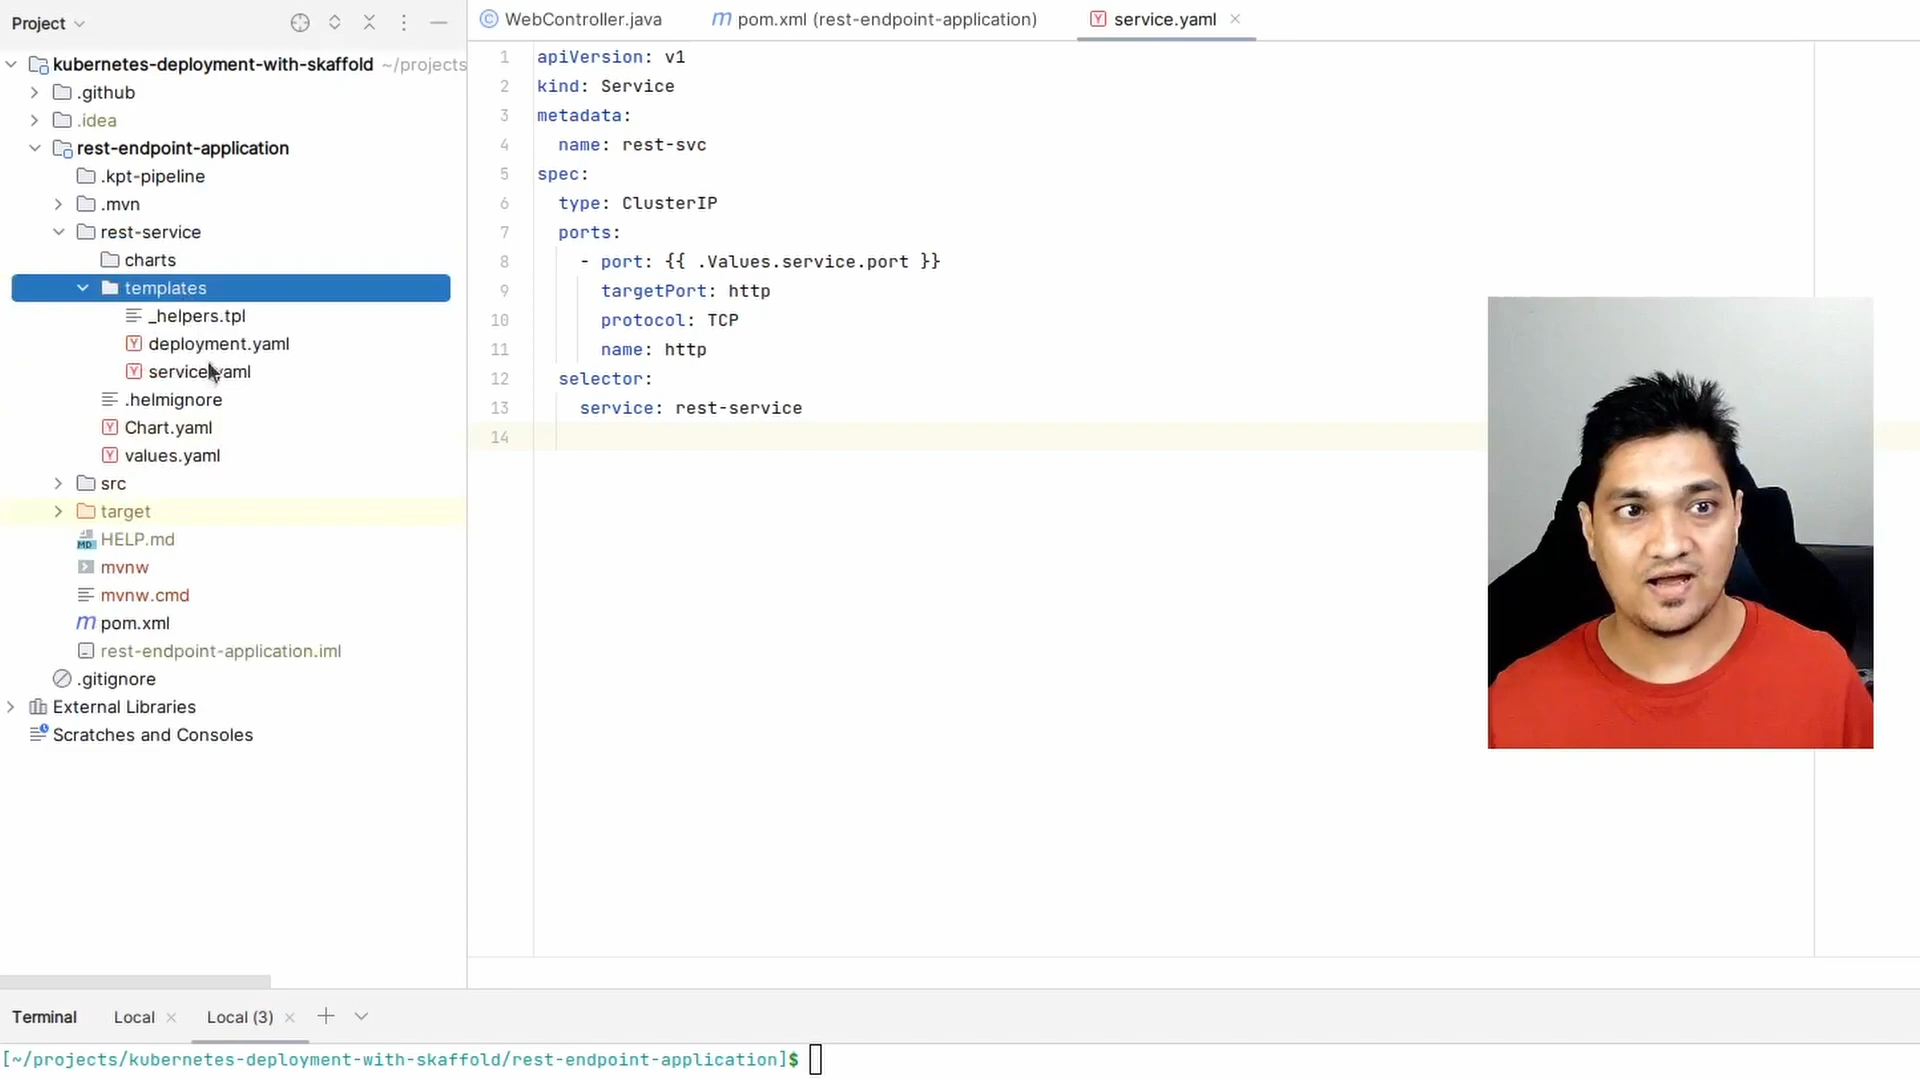 Project
kubernetes-deployment-with-skaffold ~/projects
.github
.idea
rest-endpoint-application
.kpt-pipeline
.mvn
rest-service
charts
templates
_helpers.tpl
deployment.yaml
service.yaml
.helmignore
Chart.yaml
values.yaml
src
target
HELP.md
mvnw
mvnw.cmd
pom.xml
rest-endpoint-application.iml
.gitignore
External Libraries
Scratches and Consoles
WebController.java
pom.xml (rest-endpoint-application)
service.yaml
1 apiVersion: v1
2 kind: Service
3 metadata:
4 name: rest-svc
5 spec:
6 type: ClusterIP
7 ports:
8 - port: {{ .Values.service.port }}
9 targetPort: http
10 protocol: TCP
11 name: http
12 selector:
13 service: rest-service
14
Terminal Local Local (3)
[~/projects/kubernetes-deployment-with-skaffold/rest-endpoint-application]$